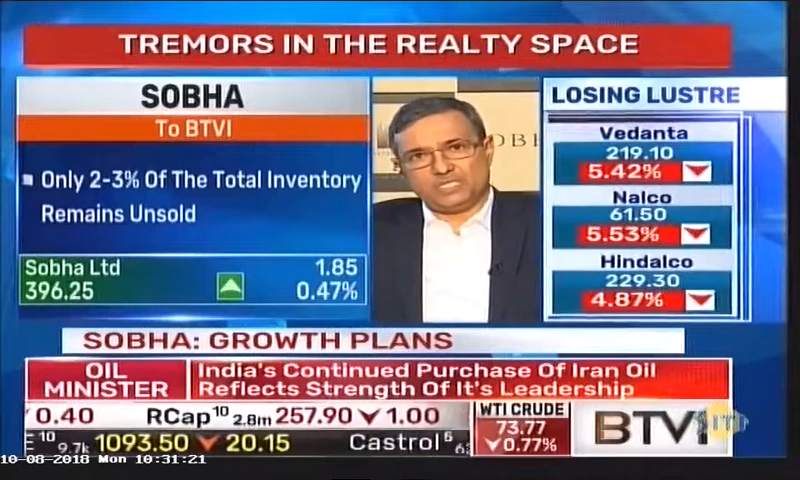 TREMORS IN THE REALTY SPACE
SOBHA
To BTVI
Only 2-3% Of The Total Inventory
Remains Unsold
Sobha Ltd 1.85
396.25 0.47%
OBH
LOSING LUSTRE
Vedanta
219.10
5.42%
Nalco
61.50
5.53%
Hindalco
229.30
4.87%
SOBHA: GROWTH PLANS
OIL
MINISTER
India's Continued Purchase Of Iran Oil
Reflects Strength Of It's Leadership
0.40 RCap 10 2.8m 257.90 1.00
E 10 9.7k 1093.50 20.15 Castrol 6
WTI CRUDE
73.77
0.77%
BTVI
10-08-2018 Mon 10:31:21